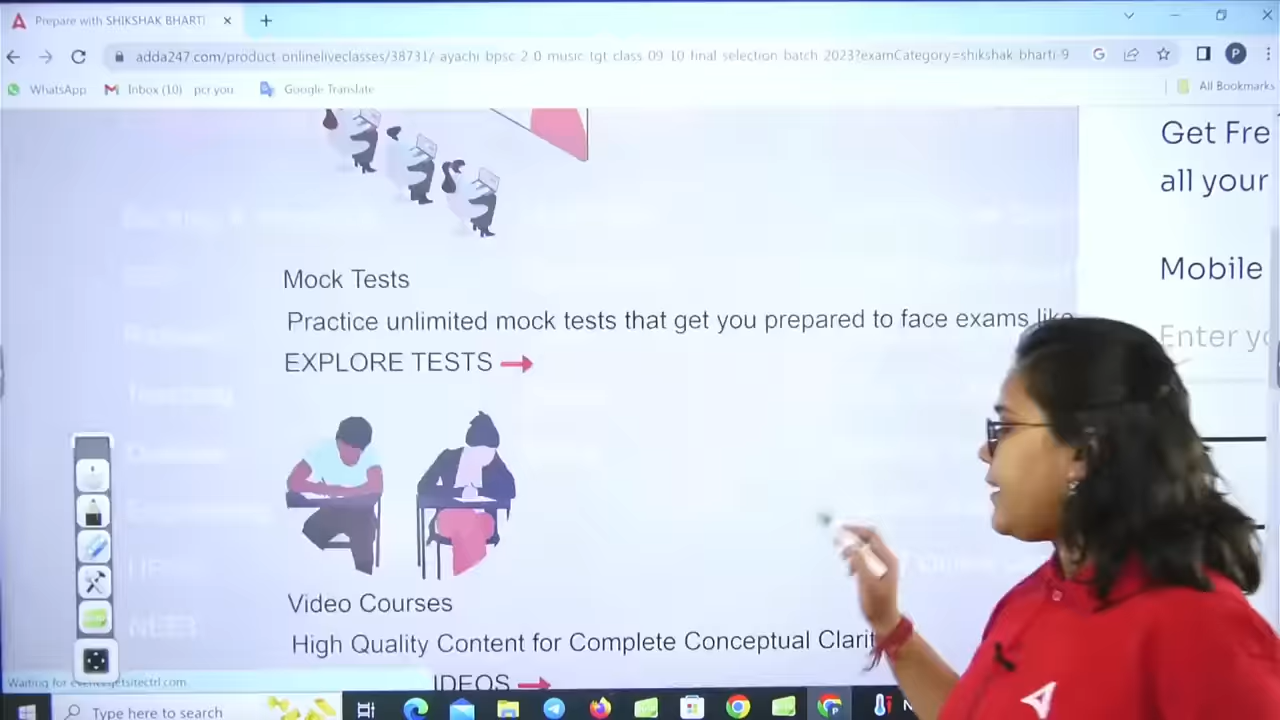 Prepare with SHIKSHAK BHARTI
adda247.com/product-onlineliveclasses/38731/-ayachi-bpsc-2-0-music-tgt-class-09-10-final-selection-batch-2023?examCategory=shikshak-bharti-9
WhatsApp
Inbox (10)
Google Translate
All Bookmarks
Get Fre
all your
Mobile
Mock Tests
Practice unlimited mock tests that get you prepared to face exams like
EXPLORE TESTS
Enter yo
Video Courses
High Quality Content for Complete Conceptual Clarit
IDEOS
Type here to search